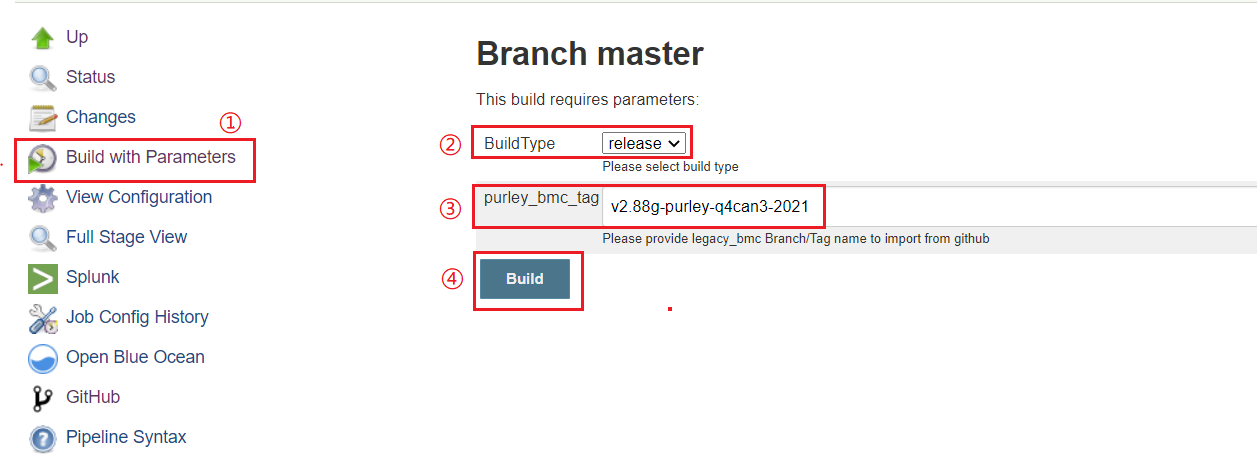 Up
Status
Changes
①
Build with Parameters
View Configuration
Full Stage View
Splunk
Job Config History
Open Blue Ocean
GitHub
Pipeline Syntax
Branch master
This build requires parameters:
② BuildType release
Please select build type
③ purley_bmc_tag v2.88g-purley-q4can3-2021
Please provide legacy_bmc Branch/Tag name to import from github
④ Build